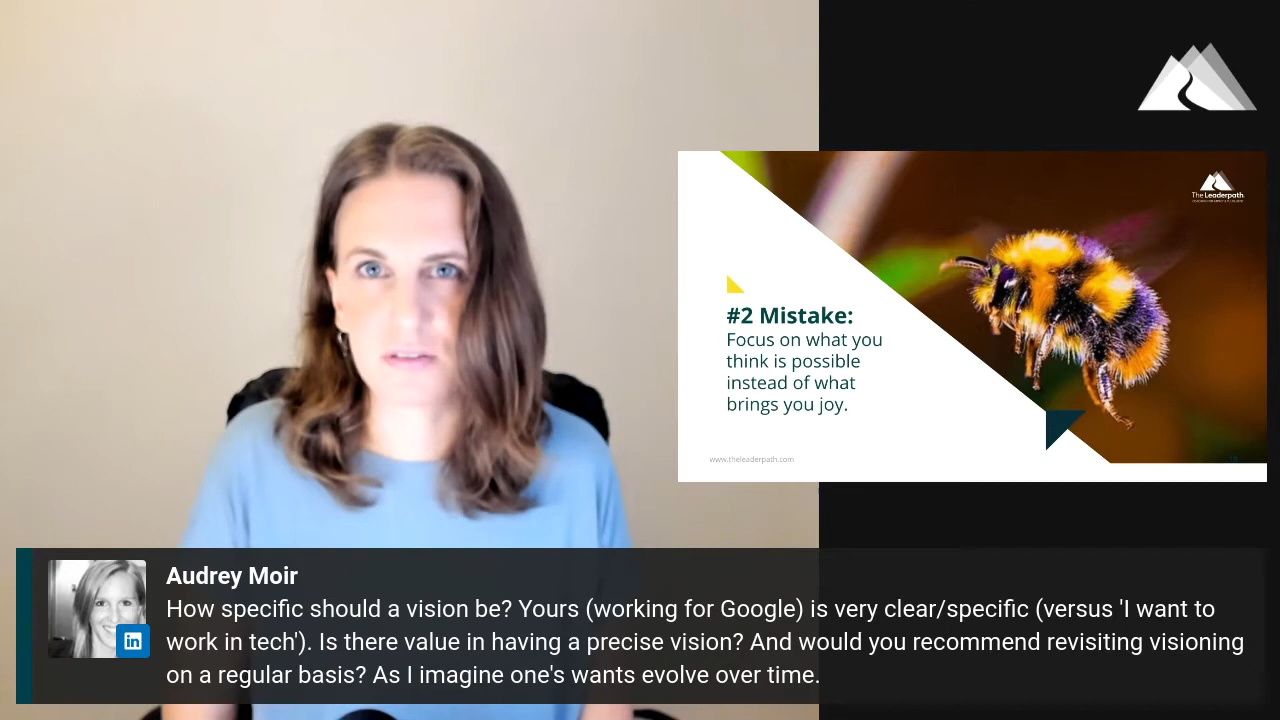 The Leaderpath
#2 Mistake:
Focus on what you
think is possible
instead of what
brings you joy.
www.theleaderpath.com
Audrey Moir
How specific should a vision be? Yours (working for Google) is very clear/specific (versus 'I want to
work in tech'). Is there value in having a precise vision? And would you recommend revisiting visioning
on a regular basis? As I imagine one's wants evolve over time.
in